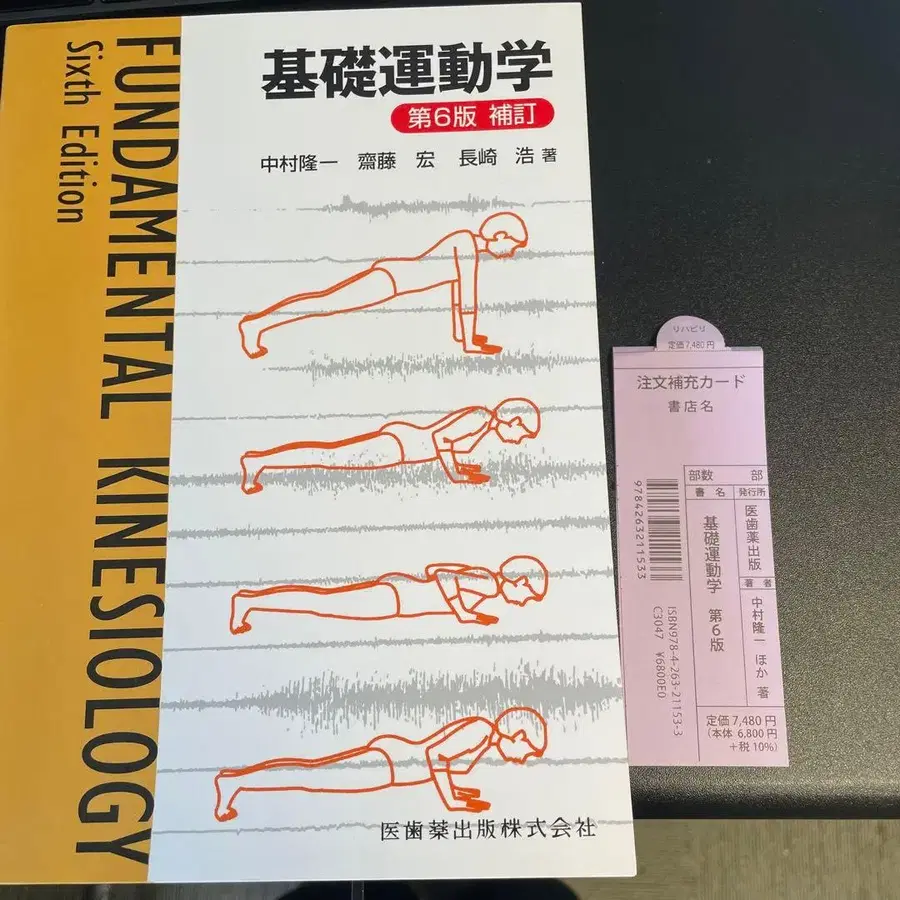 FUNDAMENTAL KINESIOLOGY
Sixth Edition
基礎運動学
第6版 補訂
中村隆一 齋藤 宏 長崎 浩 著
医歯薬出版株式会社
リハビリ
定価7,480円
注文補充カード
書店名
部数 部
書名
発行所
基礎運動学 第6版
医歯薬出版
著者
中村隆一 ほか 著
9784263211533
ISBN978-4-263-21153-3
C3047 ¥6800E0
定価7,480円
(本体 6,800円
+税10%)